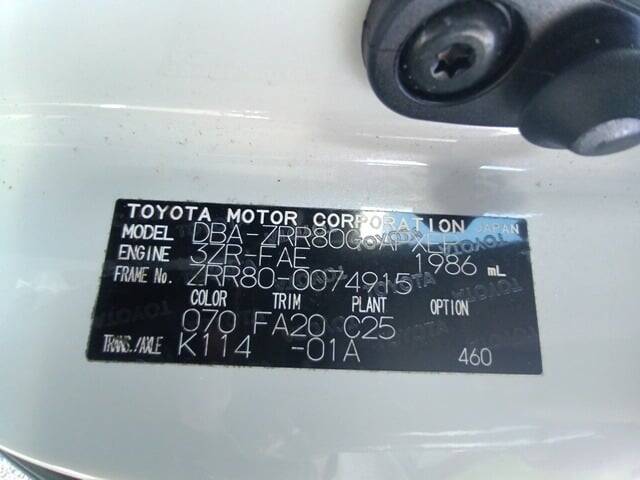 TOYOTA MOTOR CORPORATION JAPAN
MODEL DBA-ZRR80G-APXEP
ENGINE 3ZR-FAE 1986 mL
FRAME No. ZRR80-0074915
COLOR TRIM PLANT OPTION
070 FA20 C25
TRANS./AXLE K114 -01A 460